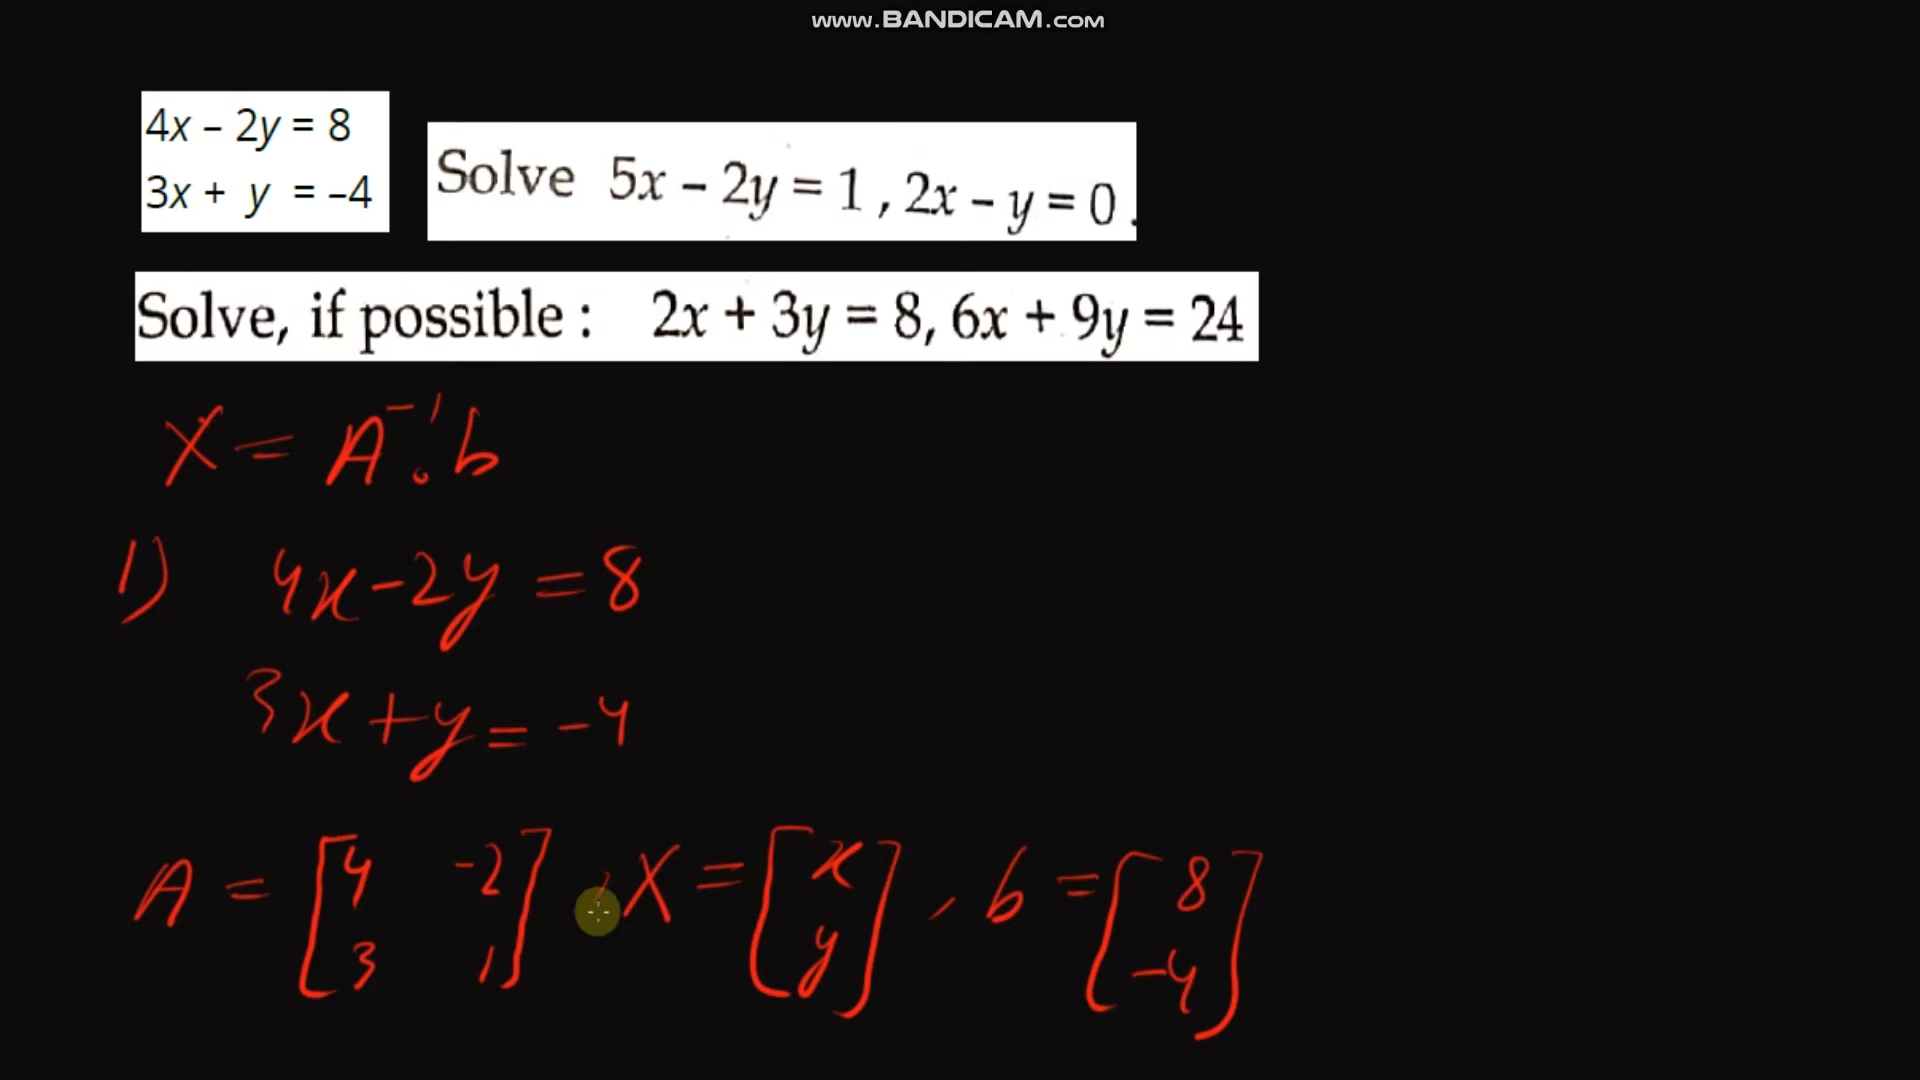 www.BANDICAM.com
4x – 2y = 8
3x + y = –4
Solve 5x – 2y = 1 , 2x – y = 0 .
Solve, if possible : 2x + 3y = 8, 6x + 9y = 24
X = A⁻¹.b
1) 4x - 2y = 8
3x + y = -4
A = [4 -2
3 1] , X = [x
y] , b = [8
-4]